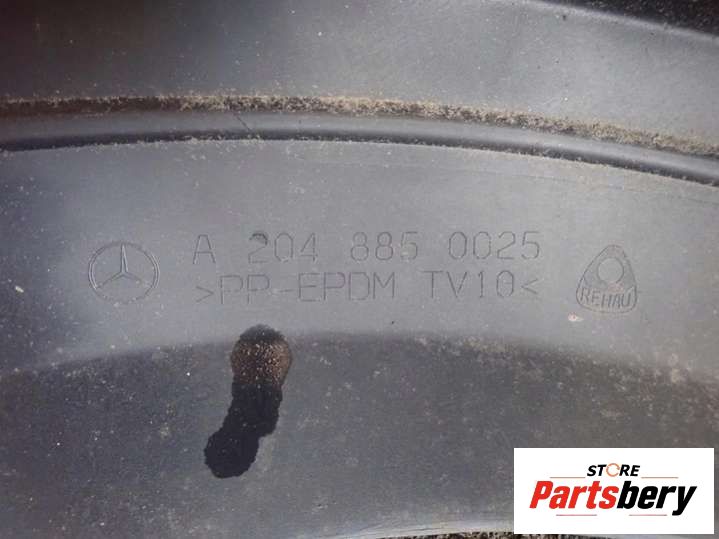 A 204 885 0025
>PP-EPDM TV10<
REHAU
STORE
Partsbery